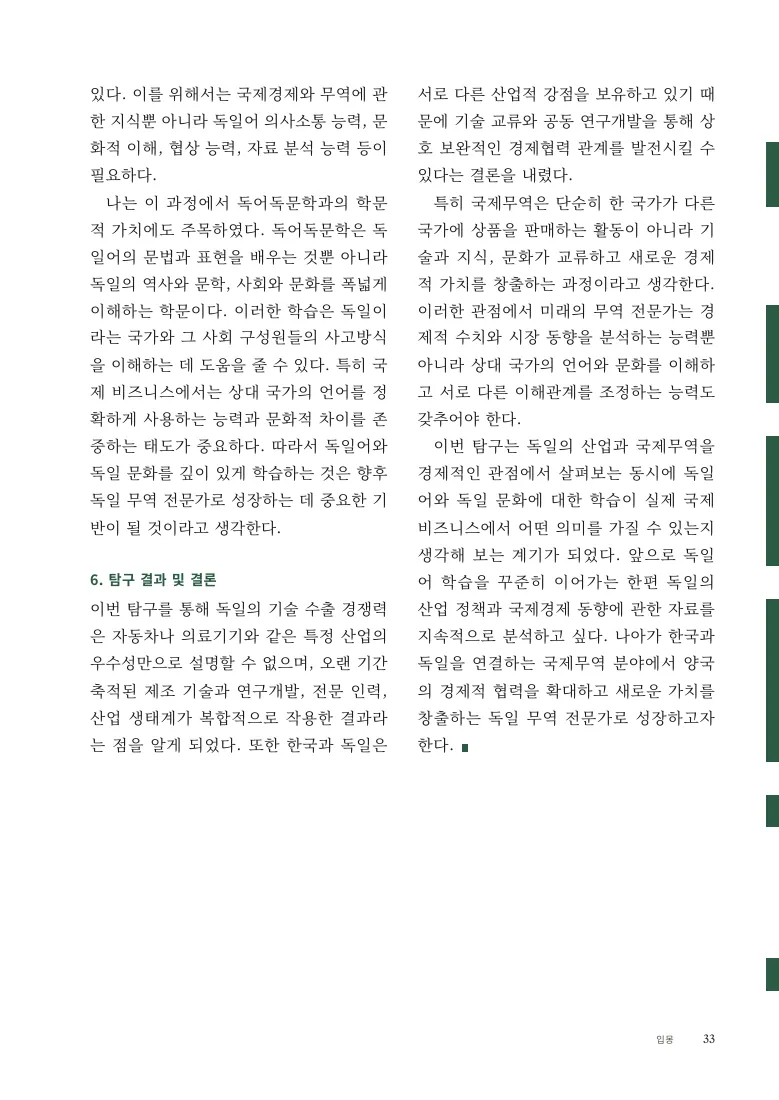 있다. 이를 위해서는 국제경제와 무역에 관
한 지식뿐 아니라 독일어 의사소통 능력, 문
화적 이해, 협상 능력, 자료 분석 능력 등이
필요하다.
나는 이 과정에서 독어독문학과의 학문
적 가치에도 주목하였다. 독어독문학은 독
일어의 문법과 표현을 배우는 것뿐 아니라
독일의 역사와 문학, 사회와 문화를 폭넓게
이해하는 학문이다. 이러한 학습은 독일이
라는 국가와 그 사회 구성원들의 사고방식
을 이해하는 데 도움을 줄 수 있다. 특히 국
제 비즈니스에서는 상대 국가의 언어를 정
확하게 사용하는 능력과 문화적 차이를 존
중하는 태도가 중요하다. 따라서 독일어와
독일 문화를 깊이 있게 학습하는 것은 향후
독일 무역 전문가로 성장하는 데 중요한 기
반이 될 것이라고 생각한다.
6. 탐구 결과 및 결론
이번 탐구를 통해 독일의 기술 수출 경쟁력
은 자동차나 의료기기와 같은 특정 산업의
우수성만으로 설명할 수 없으며, 오랜 기간
축적된 제조 기술과 연구개발, 전문 인력,
산업 생태계가 복합적으로 작용한 결과라
는 점을 알게 되었다. 또한 한국과 독일은
서로 다른 산업적 강점을 보유하고 있기 때
문에 기술 교류와 공동 연구개발을 통해 상
호 보완적인 경제협력 관계를 발전시킬 수
있다는 결론을 내렸다.
특히 국제무역은 단순히 한 국가가 다른
국가에 상품을 판매하는 활동이 아니라 기
술과 지식, 문화가 교류하고 새로운 경제
적 가치를 창출하는 과정이라고 생각한다.
이러한 관점에서 미래의 무역 전문가는 경
제적 수치와 시장 동향을 분석하는 능력뿐
아니라 상대 국가의 언어와 문화를 이해하
고 서로 다른 이해관계를 조정하는 능력도
갖추어야 한다.
이번 탐구는 독일의 산업과 국제무역을
경제적인 관점에서 살펴보는 동시에 독일
어와 독일 문화에 대한 학습이 실제 국제
비즈니스에서 어떤 의미를 가질 수 있는지
생각해 보는 계기가 되었다. 앞으로 독일
어 학습을 꾸준히 이어가는 한편 독일의
산업 정책과 국제경제 동향에 관한 자료를
지속적으로 분석하고 싶다. 나아가 한국과
독일을 연결하는 국제무역 분야에서 양국
의 경제적 협력을 확대하고 새로운 가치를
창출하는 독일 무역 전문가로 성장하고자
한다.
입몽 33